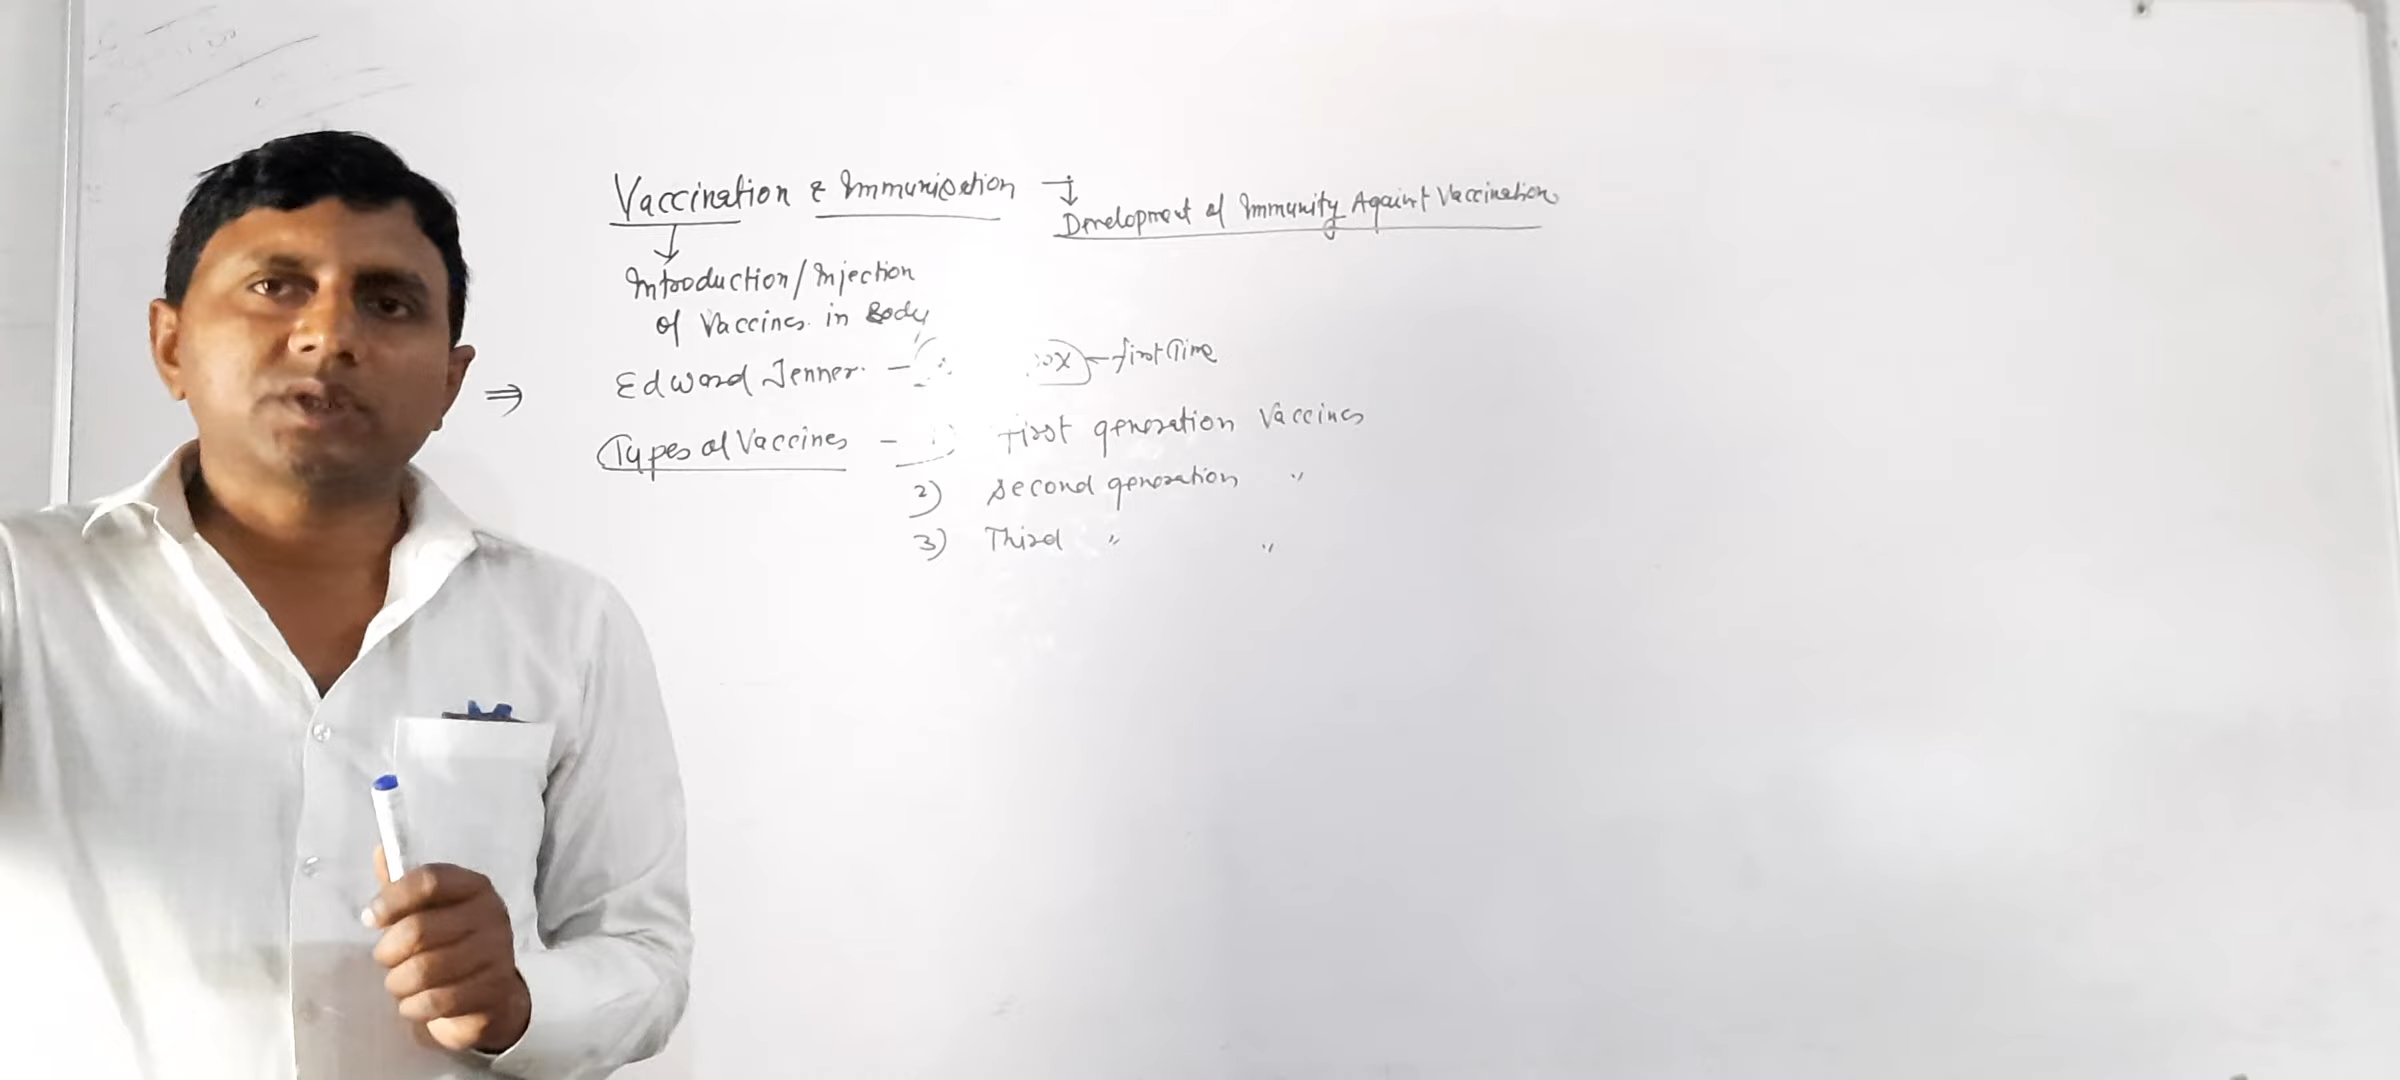 Vaccination & Immunisation →
Development of Immunity Against Vaccination
↓
Introduction/Injection
of Vaccines in Body
⇒ Edward Jenner - first Time
Types of Vaccines - First generation Vaccines
2) Second generation "
3) Third " "